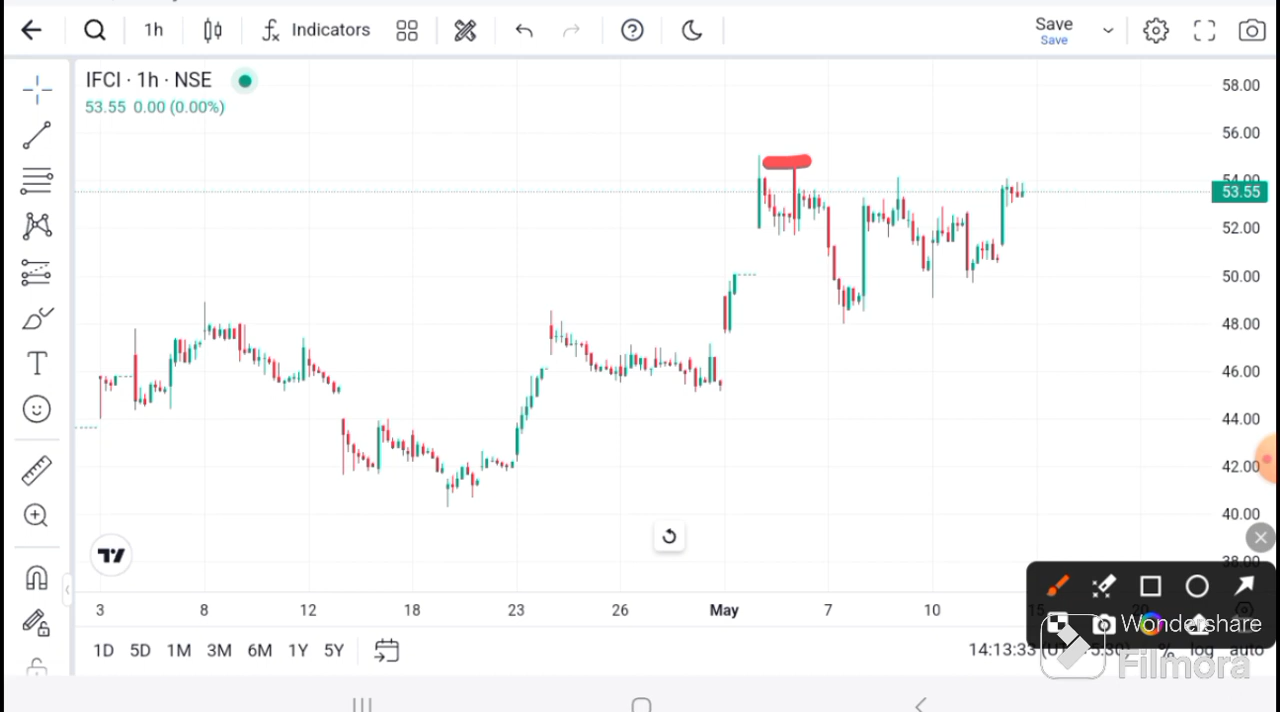 1h Indicators Save
Save
IFCI · 1h · NSE
53.55 0.00 (0.00%)
58.00
56.00
54.00
53.55
52.00
50.00
48.00
46.00
44.00
42.00
40.00
38.00
3 8 12 18 23 26 May 7 10 15 20
1D 5D 1M 3M 6M 1Y 5Y
14:13:33 % log auto
Wondershare
Filmora